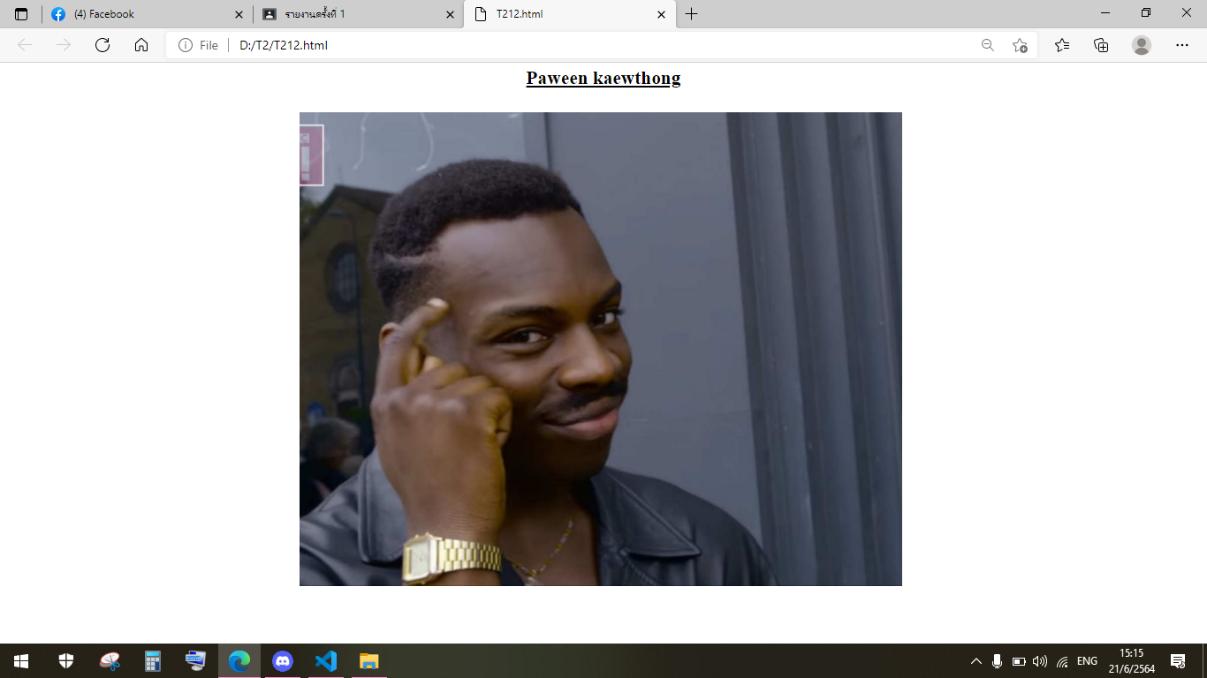 (4) Facebook
รายงานครั้งที่ 1
T212.html
File
D:/T2/T212.html
Paween kaewthong
ENG
15:15
21/6/2564